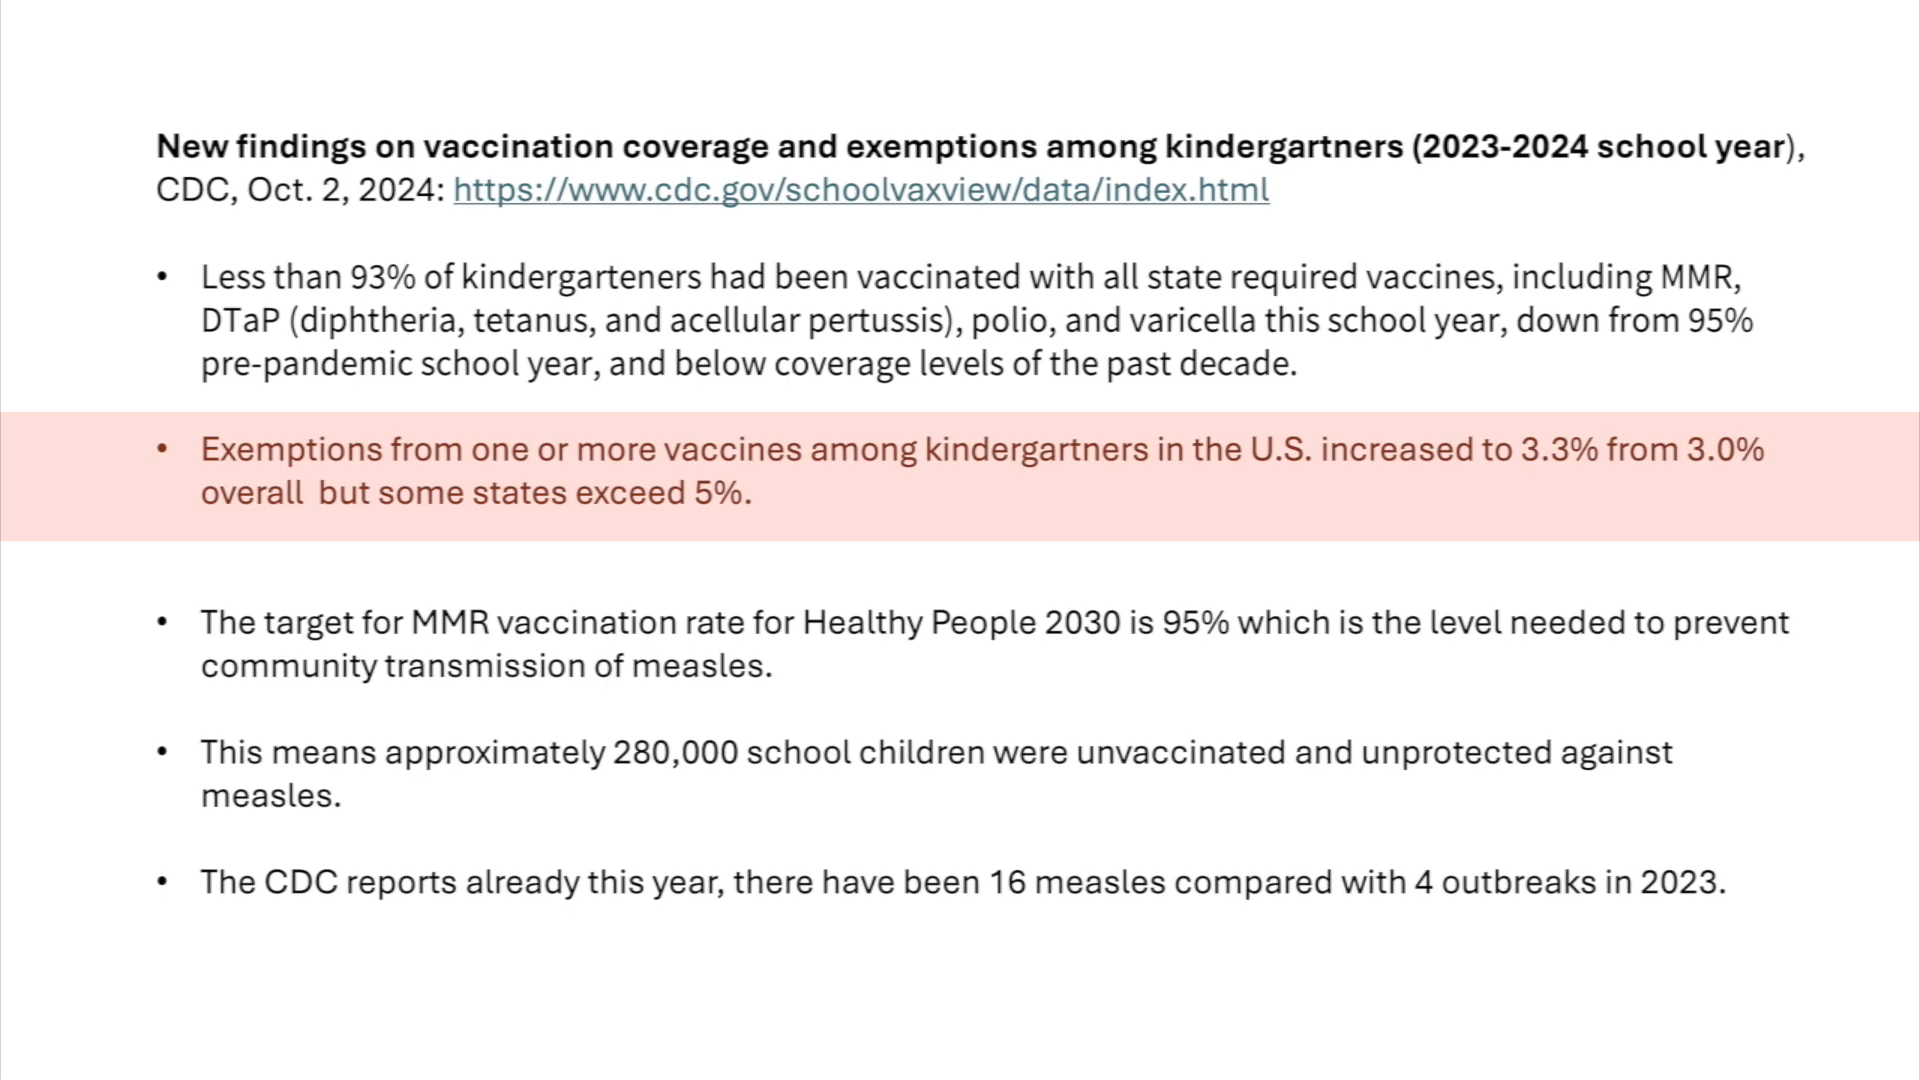 New findings on vaccination coverage and exemptions among kindergartners (2023-2024 school year),
CDC, Oct. 2, 2024: https://www.cdc.gov/schoolvaxview/data/index.html
• Less than 93% of kindergarteners had been vaccinated with all state required vaccines, including MMR,
DTaP (diphtheria, tetanus, and acellular pertussis), polio, and varicella this school year, down from 95%
pre-pandemic school year, and below coverage levels of the past decade.
• Exemptions from one or more vaccines among kindergartners in the U.S. increased to 3.3% from 3.0%
overall  but some states exceed 5%.
• The target for MMR vaccination rate for Healthy People 2030 is 95% which is the level needed to prevent
community transmission of measles.
• This means approximately 280,000 school children were unvaccinated and unprotected against
measles.
• The CDC reports already this year, there have been 16 measles compared with 4 outbreaks in 2023.